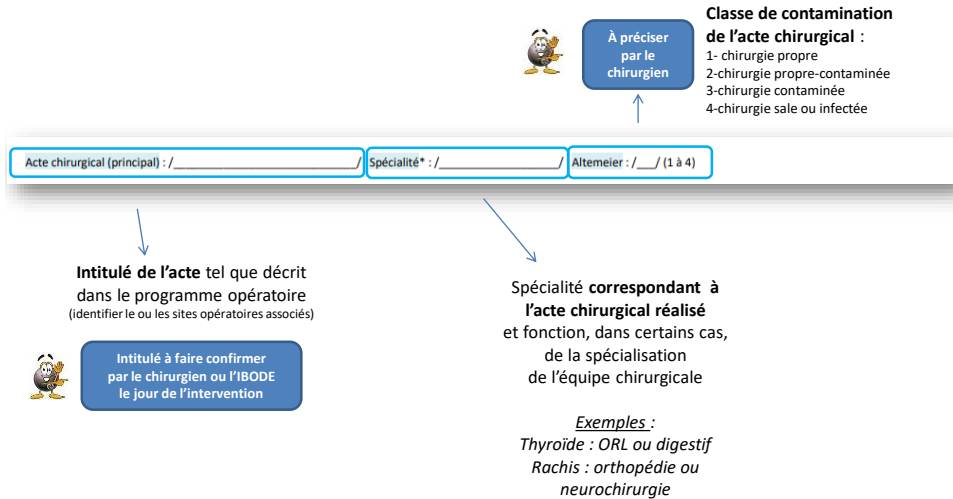 À préciser
par le
chirurgien
Classe de contamination
de l'acte chirurgical :
1- chirurgie propre
2-chirurgie propre-contaminée
3-chirurgie contaminée
4-chirurgie sale ou infectée
Acte chirurgical (principal) : /______________________________/ Spécialité* : /____________________/ Altemeier : /___/ (1 à 4)
Intitulé de l'acte tel que décrit
dans le programme opératoire
(identifier le ou les sites opératoires associés)
Intitulé à faire confirmer
par le chirurgien ou l'IBODE
le jour de l'intervention
Spécialité correspondant à
l'acte chirurgical réalisé
et fonction, dans certains cas,
de la spécialisation
de l'équipe chirurgicale
Exemples :
Thyroïde : ORL ou digestif
Rachis : orthopédie ou
neurochirurgie